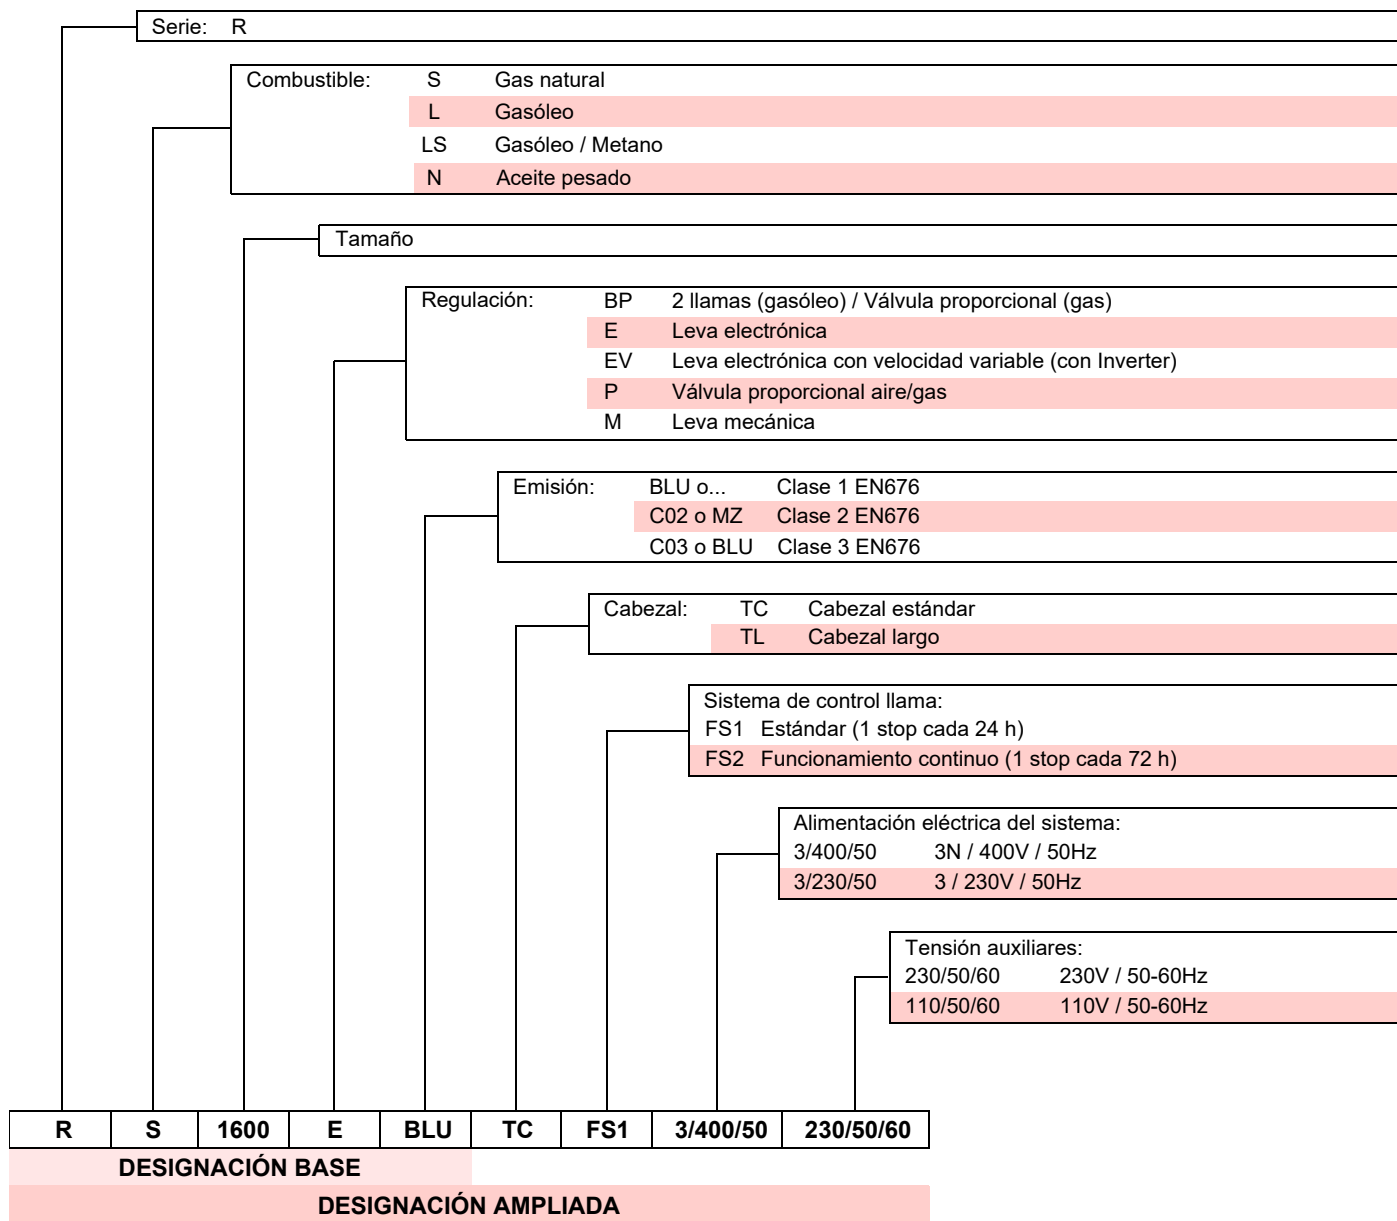 Serie: R
Combustible: S Gas natural
L Gasóleo
LS Gasóleo / Metano
N Aceite pesado
Tamaño
Regulación: BP 2 llamas (gasóleo) / Válvula proporcional (gas)
E Leva electrónica
EV Leva electrónica con velocidad variable (con Inverter)
P Válvula proporcional aire/gas
M Leva mecánica
Emisión: BLU o... Clase 1 EN676
C02 o MZ Clase 2 EN676
C03 o BLU Clase 3 EN676
Cabezal: TC Cabezal estándar
TL Cabezal largo
Sistema de control llama:
FS1 Estándar (1 stop cada 24 h)
FS2 Funcionamiento continuo (1 stop cada 72 h)
Alimentación eléctrica del sistema:
3/400/50 3N / 400V / 50Hz
3/230/50 3 / 230V / 50Hz
Tensión auxiliares:
230/50/60 230V / 50-60Hz
110/50/60 110V / 50-60Hz
R S 1600 E BLU TC FS1 3/400/50 230/50/60
DESIGNACIÓN BASE
DESIGNACIÓN AMPLIADA